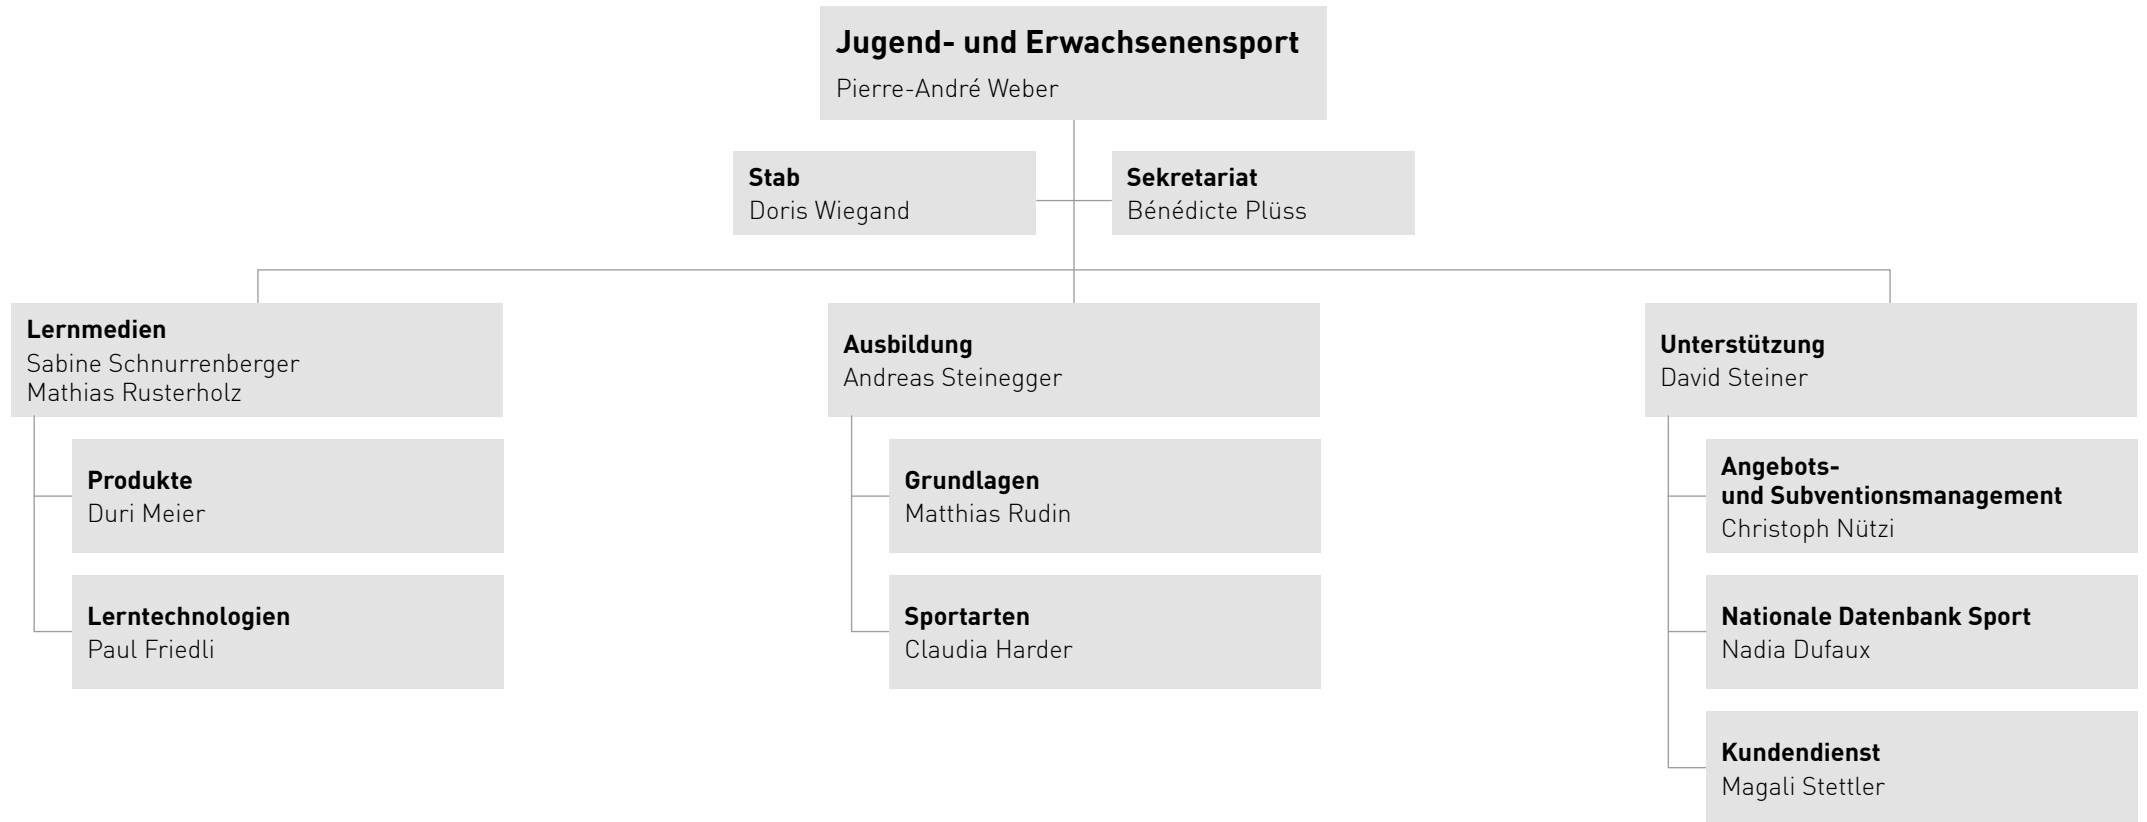 Jugend- und Erwachsenensport
Pierre-André Weber
Stab
Doris Wiegand
Sekretariat
Bénédicte Plüss
Lernmedien
Sabine Schnurrenberger
Mathias Rusterholz
Produkte
Duri Meier
Lerntechnologien
Paul Friedli
Ausbildung
Andreas Steinegger
Grundlagen
Matthias Rudin
Sportarten
Claudia Harder
Unterstützung
David Steiner
Angebots-
und Subventionsmanagement
Christoph Nützi
Nationale Datenbank Sport
Nadia Dufaux
Kundendienst
Magali Stettler